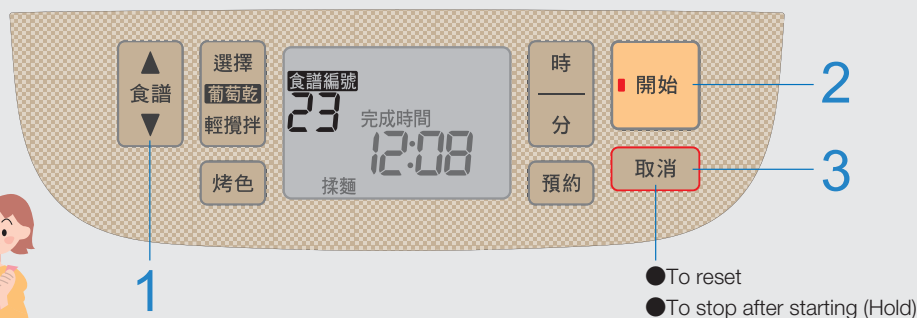 ▲
食譜
▼
選擇
葡萄乾
輕攪拌
烤色
食譜編號
23
完成時間
12:08
揉麵
時
分
預約
開始
取消
1
2
3
●To reset
●To stop after starting (Hold)